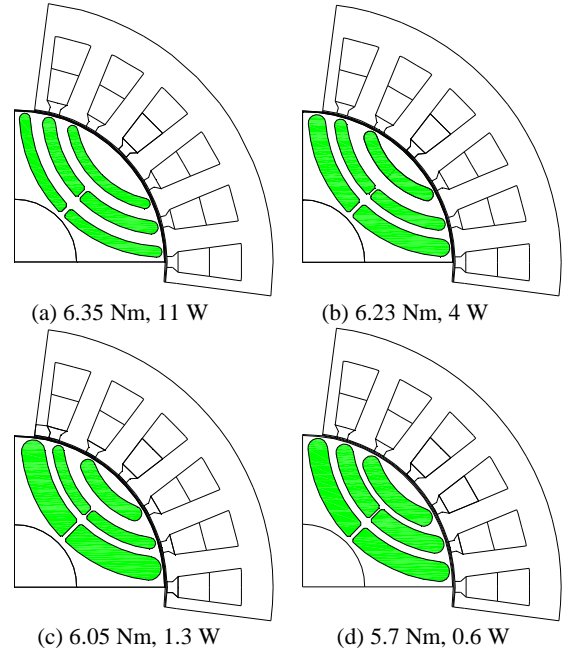 (a) 6.35 Nm, 11 W
(b) 6.23 Nm, 4 W
(c) 6.05 Nm, 1.3 W
(d) 5.7 Nm, 0.6 W